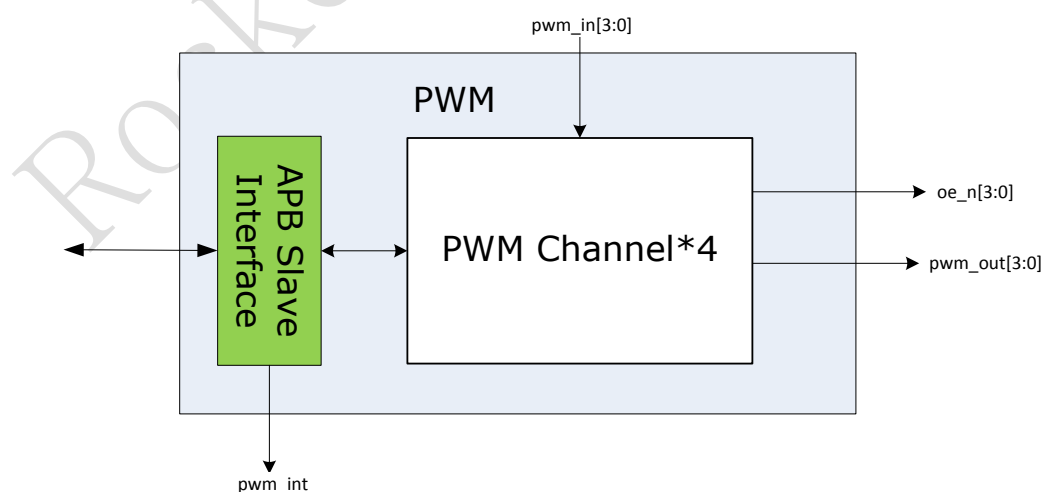 pwm_in[3:0]
PWM
APB Slave
Interface
PWM Channel*4
oe_n[3:0]
pwm_out[3:0]
pwm_int